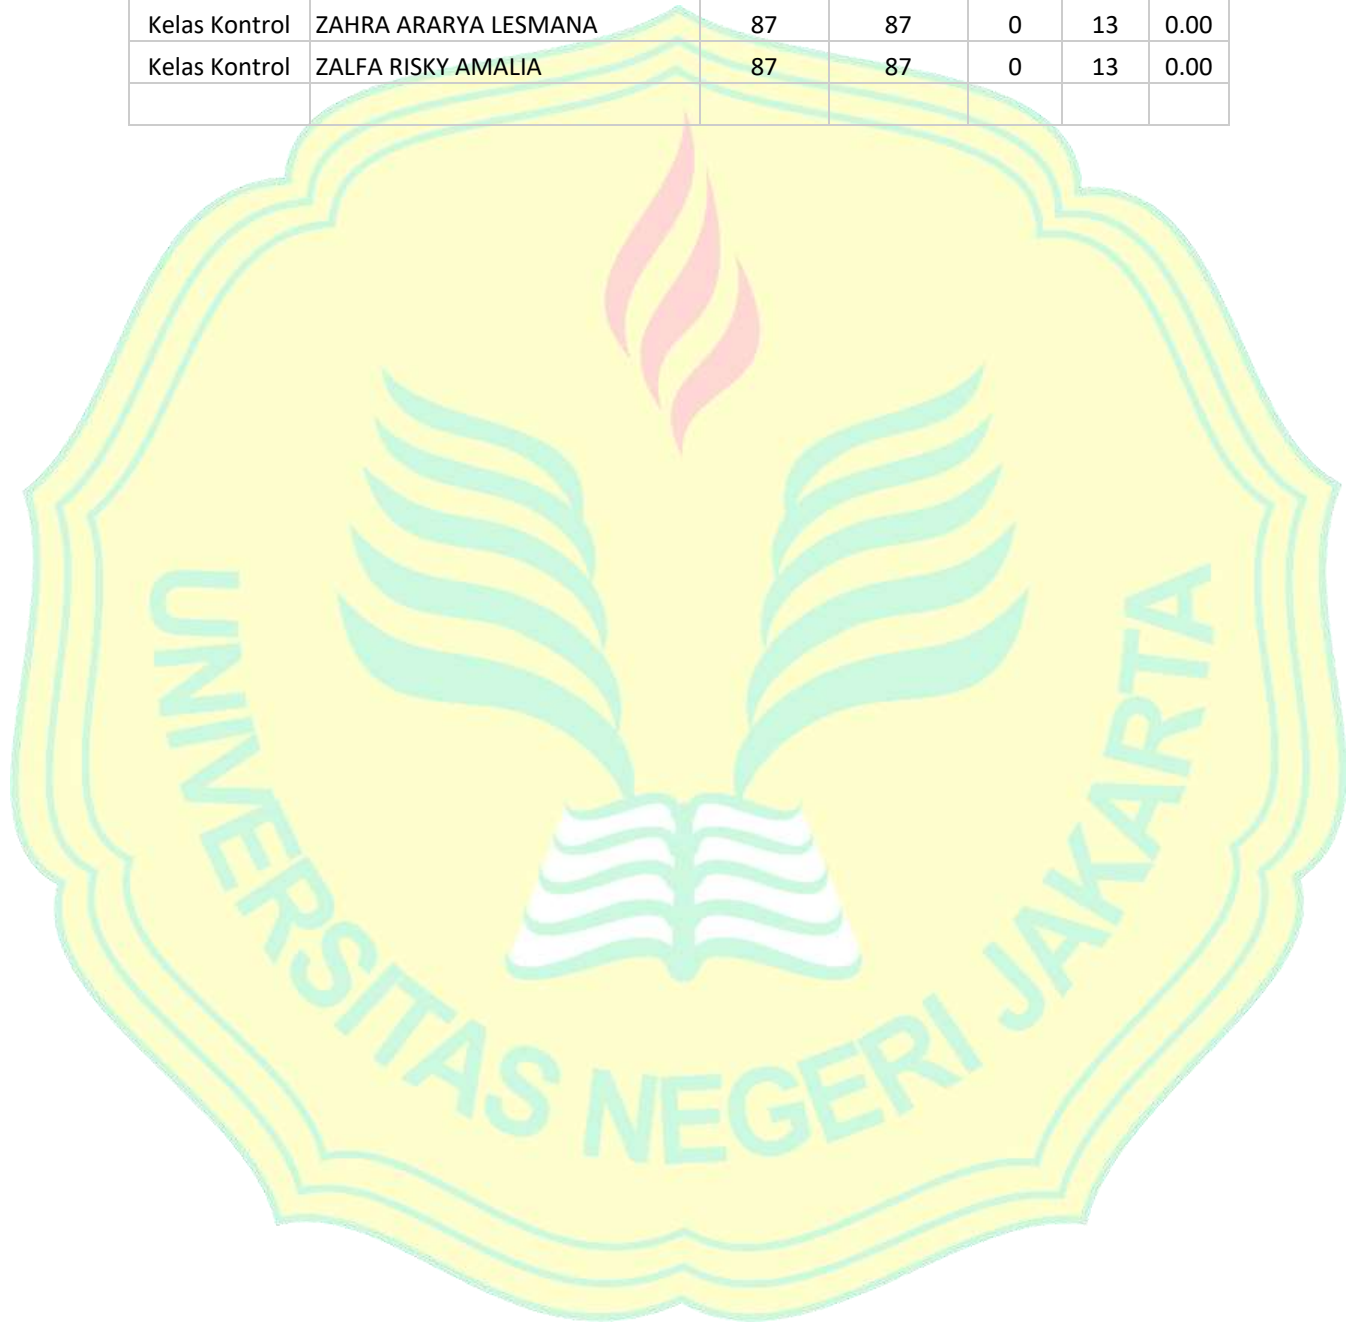 Kelas Kontrol ZAHRA ARARYA LESMANA 87 87 0 13 0.00
Kelas Kontrol ZALFA RISKY AMALIA 87 87 0 13 0.00
UNIVERSITAS NEGERI JAKARTA